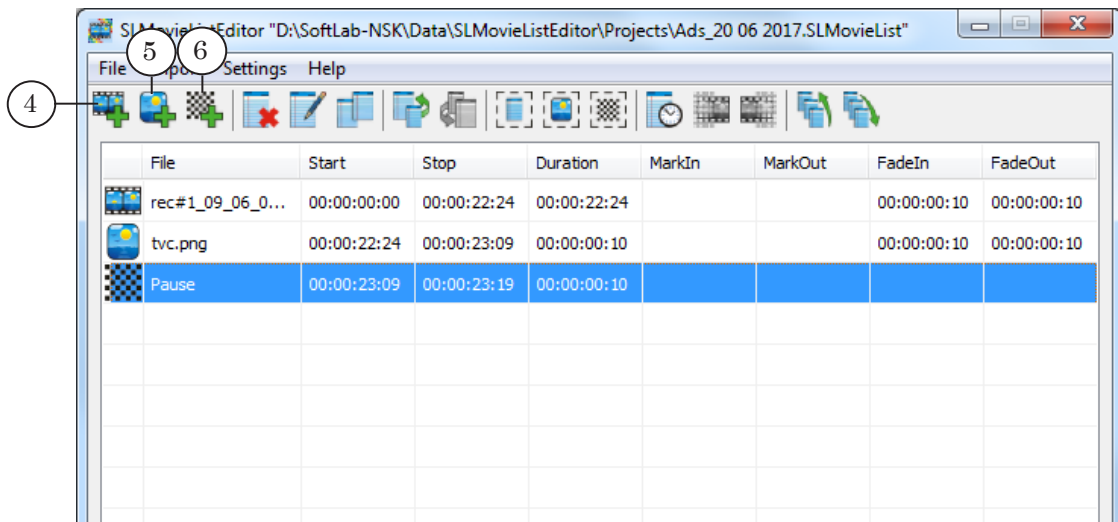 SLMovieListEditor "D:\SoftLab-NSK\Data\SLMovieListEditor\Projects\Ads_20 06 2017.SLMovieList"
5 6
File Settings Help
4
File Start Stop Duration MarkIn MarkOut FadeIn FadeOut
rec#1_09_06_0... 00:00:00:00 00:00:22:24 00:00:22:24 00:00:00:10 00:00:00:10
tvc.png 00:00:22:24 00:00:23:09 00:00:00:10 00:00:00:10 00:00:00:10
Pause 00:00:23:09 00:00:23:19 00:00:00:10